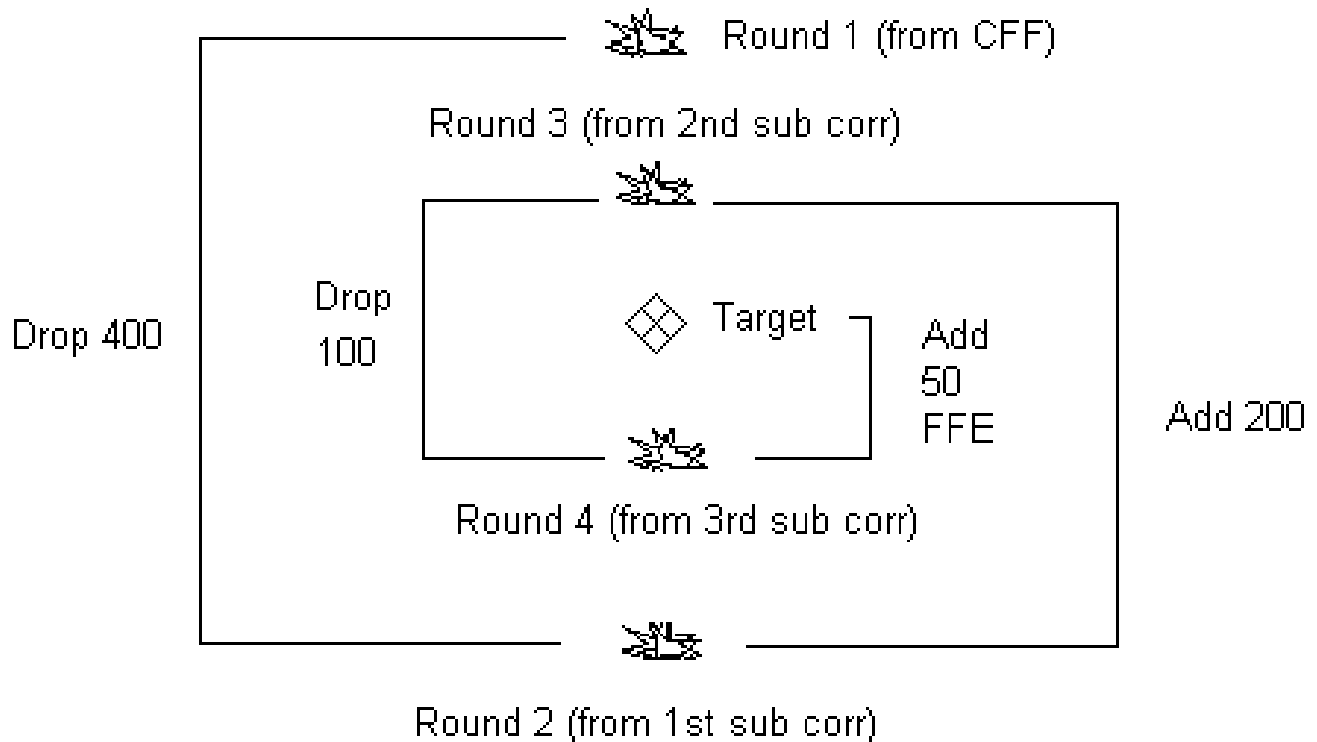 Round 1 (from CFF)
Round 3 (from 2nd sub corr)
Drop
100
Target
Drop 400
Add
50
FFE
Add 200
Round 4 (from 3rd sub corr)
Round 2 (from 1st sub corr)